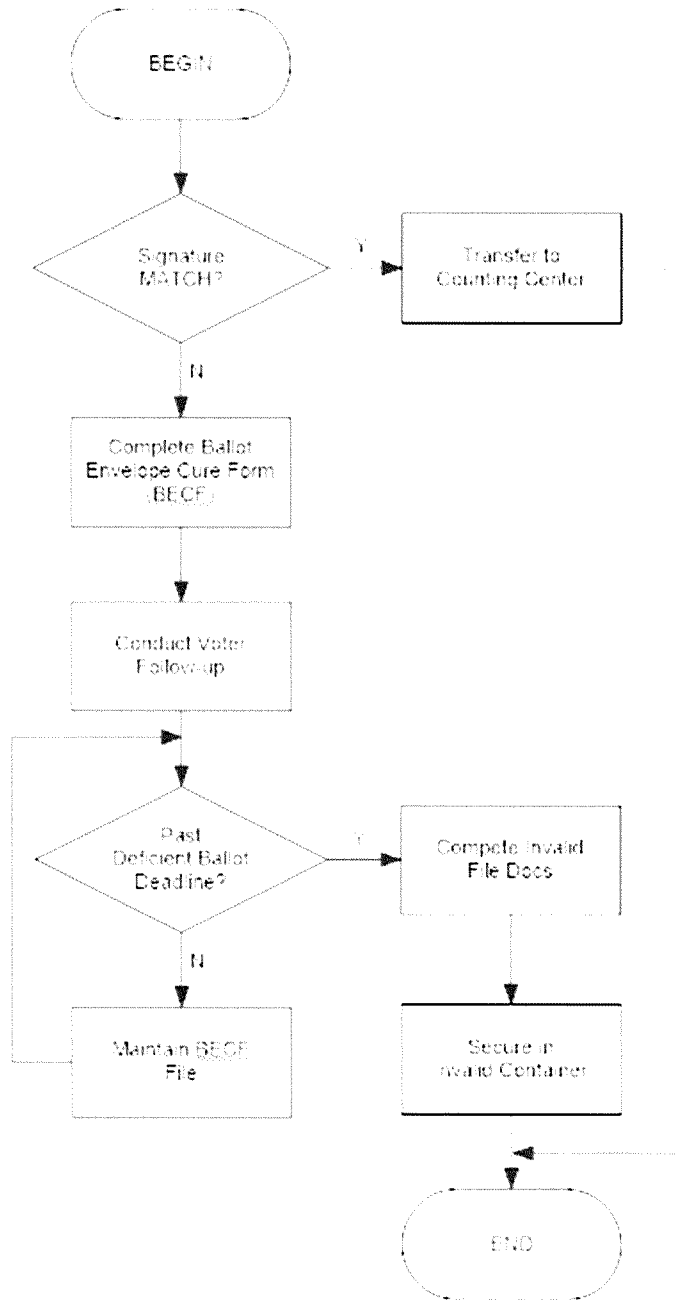 BEGIN
Signature
MATCH?
Y
Transfer to
Counting Center
N
Complete Ballot
Envelope Cure Form
(BECF)
Conduct Voter
Follow-up
Past
Deficient Ballot
Deadline?
Y
Compete Invalid
File Docs
N
Maintain BECF
File
Secure in
Invalid Container
END